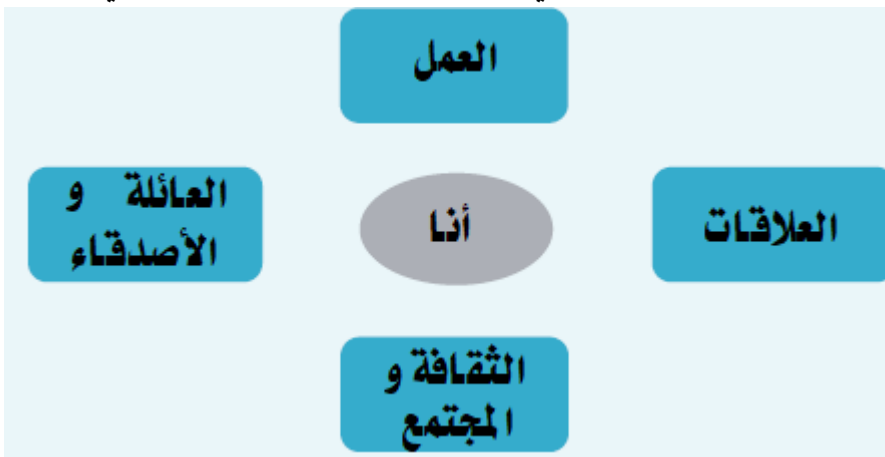 العمل
العلاقات
أنا
العائلة و
الأصدقاء
الثقافة و
المجتمع